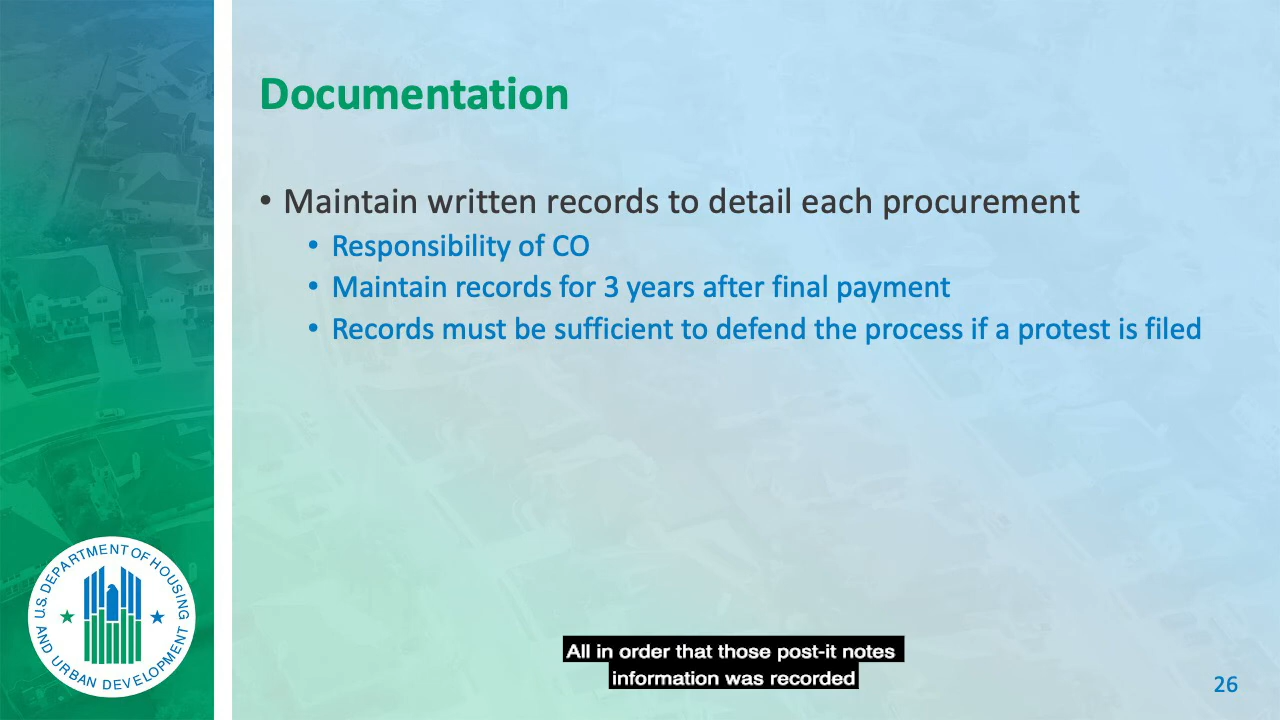 Documentation
• Maintain written records to detail each procurement
• Responsibility of CO
• Maintain records for 3 years after final payment
• Records must be sufficient to defend the process if a protest is filed
U.S. DEPARTMENT OF HOUSING
AND URBAN DEVELOPMENT
All in order that those post-it notes
information was recorded
26